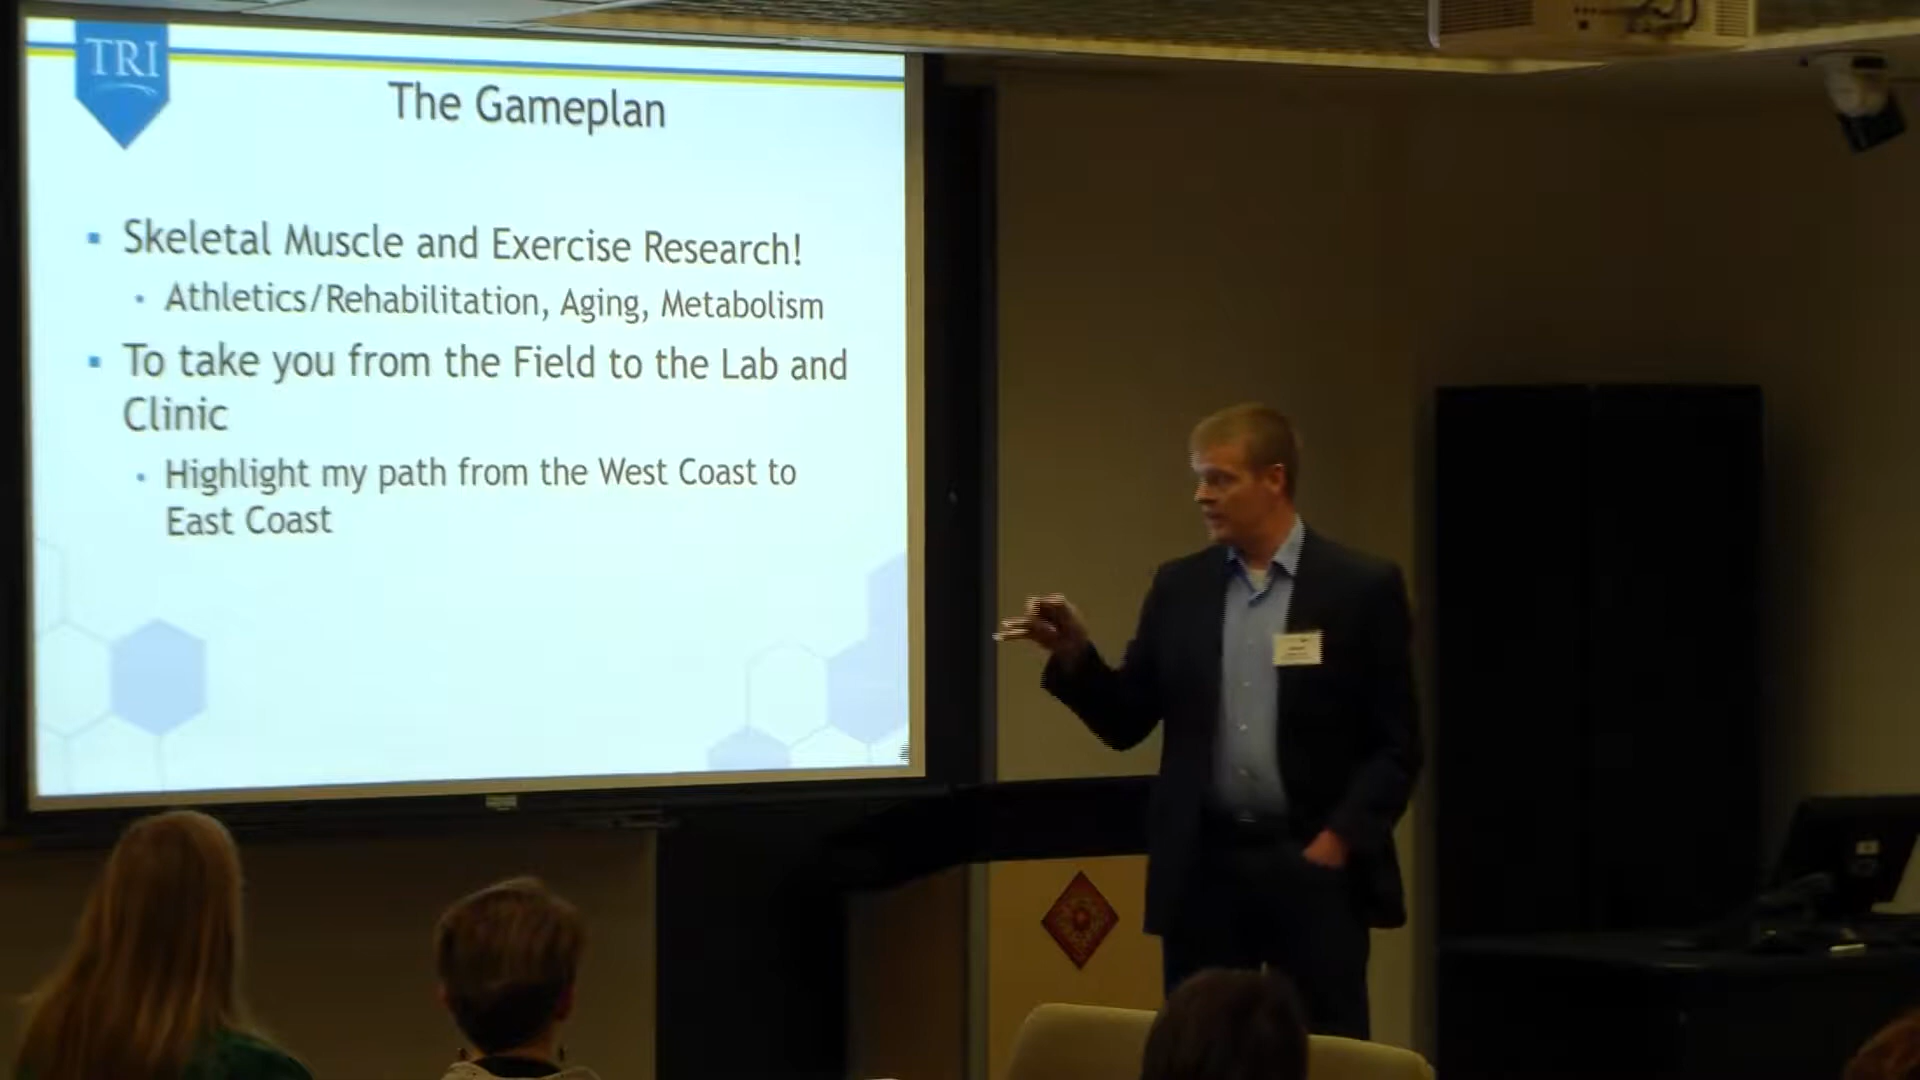 TRI
The Gameplan
Skeletal Muscle and Exercise Research!
Athletics/Rehabilitation, Aging, Metabolism
To take you from the Field to the Lab and
Clinic
Highlight my path from the West Coast to
East Coast